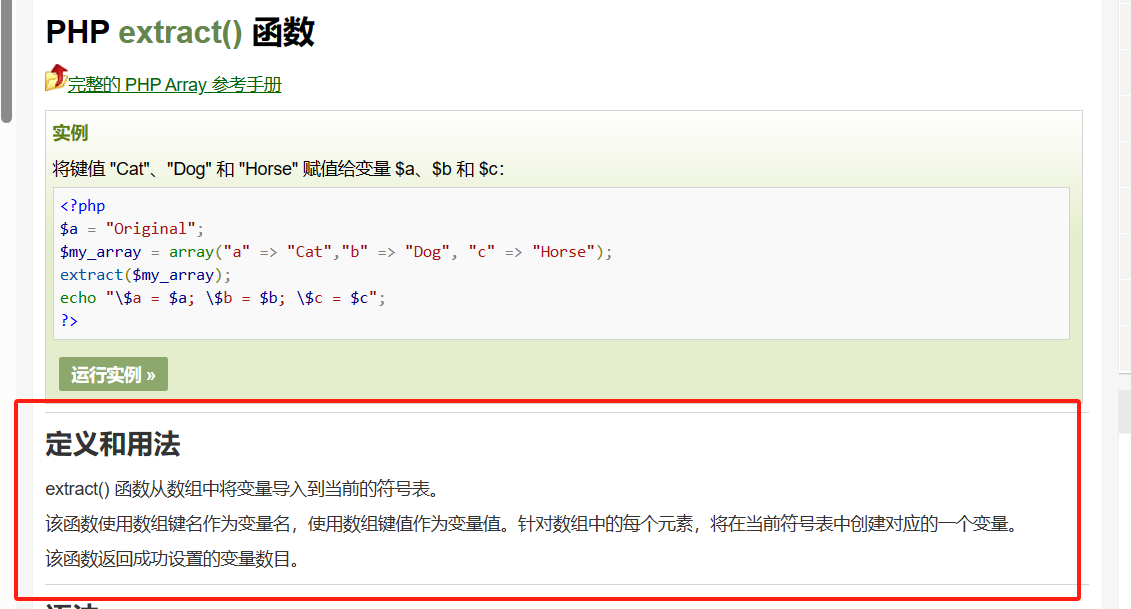 PHP extract() 函数
完整的 PHP Array 参考手册
实例
将键值 "Cat"、"Dog" 和 "Horse" 赋值给变量 $a、$b 和 $c：
<?php
$a = "Original";
$my_array = array("a" => "Cat","b" => "Dog", "c" => "Horse");
extract($my_array);
echo "\$a = $a; \$b = $b; \$c = $c";
?>
运行实例 »
定义和用法
extract() 函数从数组中将变量导入到当前的符号表。
该函数使用数组键名作为变量名，使用数组键值作为变量值。针对数组中的每个元素，将在当前符号表中创建对应的一个变量。
该函数返回成功设置的变量数目。